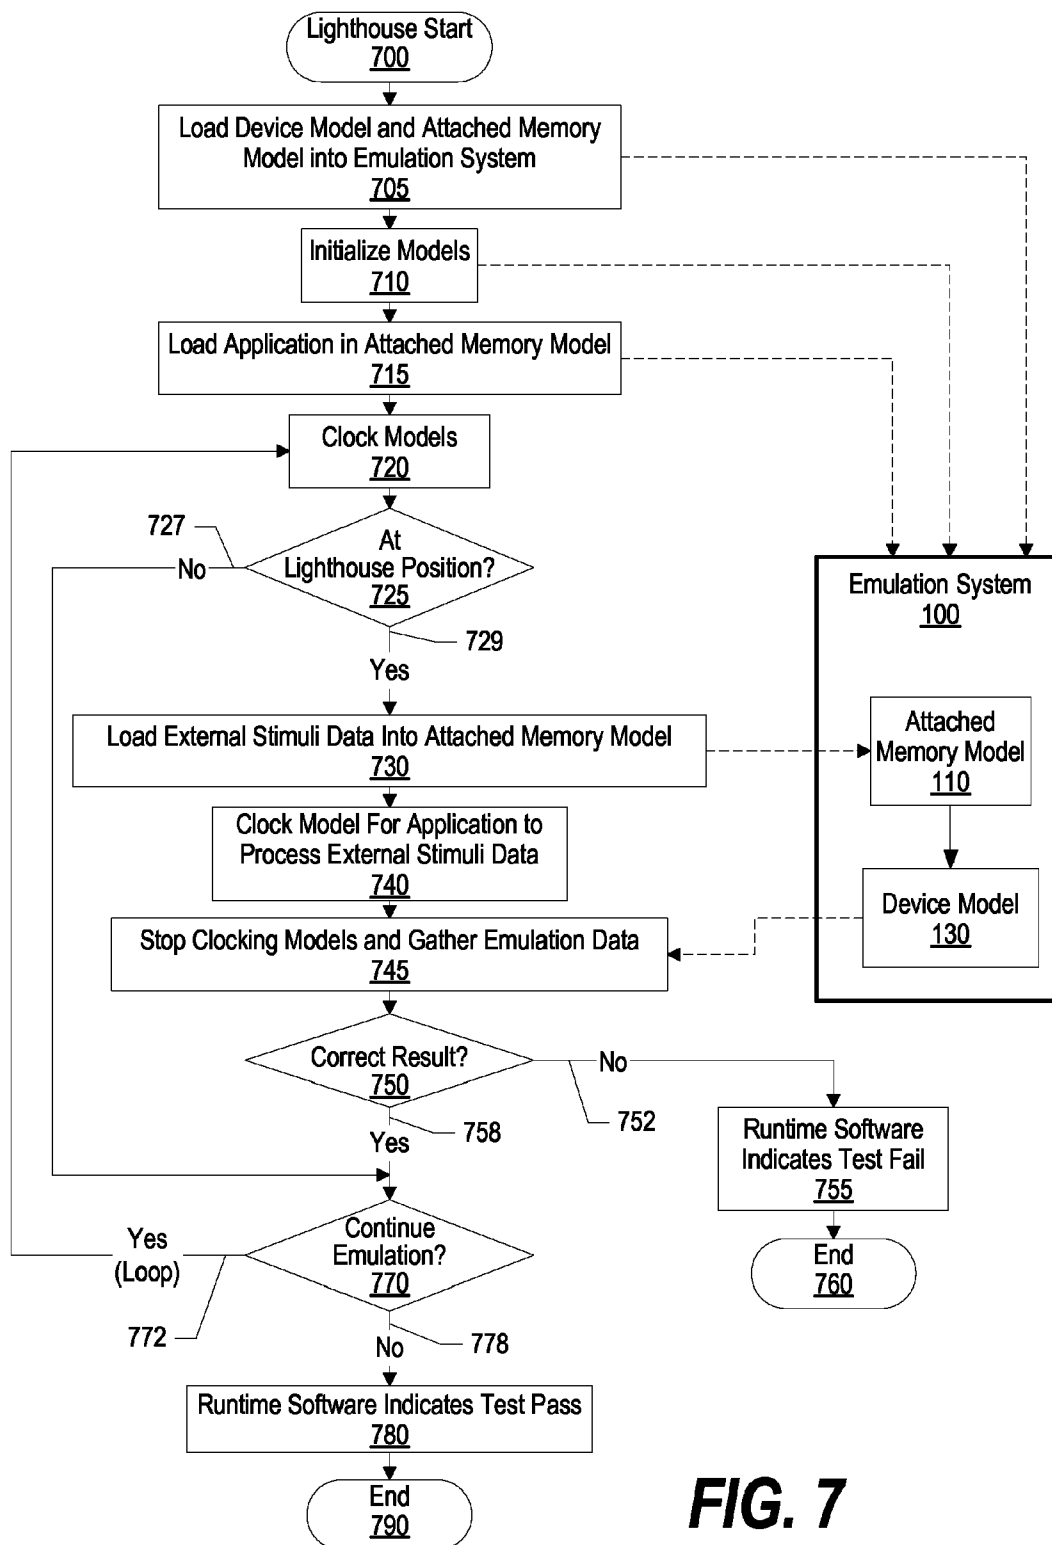 Lighthouse Start
700
Load Device Model and Attached Memory
Model into Emulation System
705
Initialize Models
710
Load Application in Attached Memory Model
715
Clock Models
720
727
At
Lighthouse Position?
725
No
729
Yes
Emulation System
100
Load External Stimuli Data Into Attached Memory Model
730
Attached
Memory Model
110
Clock Model For Application to
Process External Stimuli Data
740
Device Model
130
Stop Clocking Models and Gather Emulation Data
745
Correct Result?
750
No
752
758
Yes
Runtime Software
Indicates Test Fail
755
End
760
Continue
Emulation?
770
Yes
(Loop)
772
778
No
Runtime Software Indicates Test Pass
780
End
790
FIG. 7